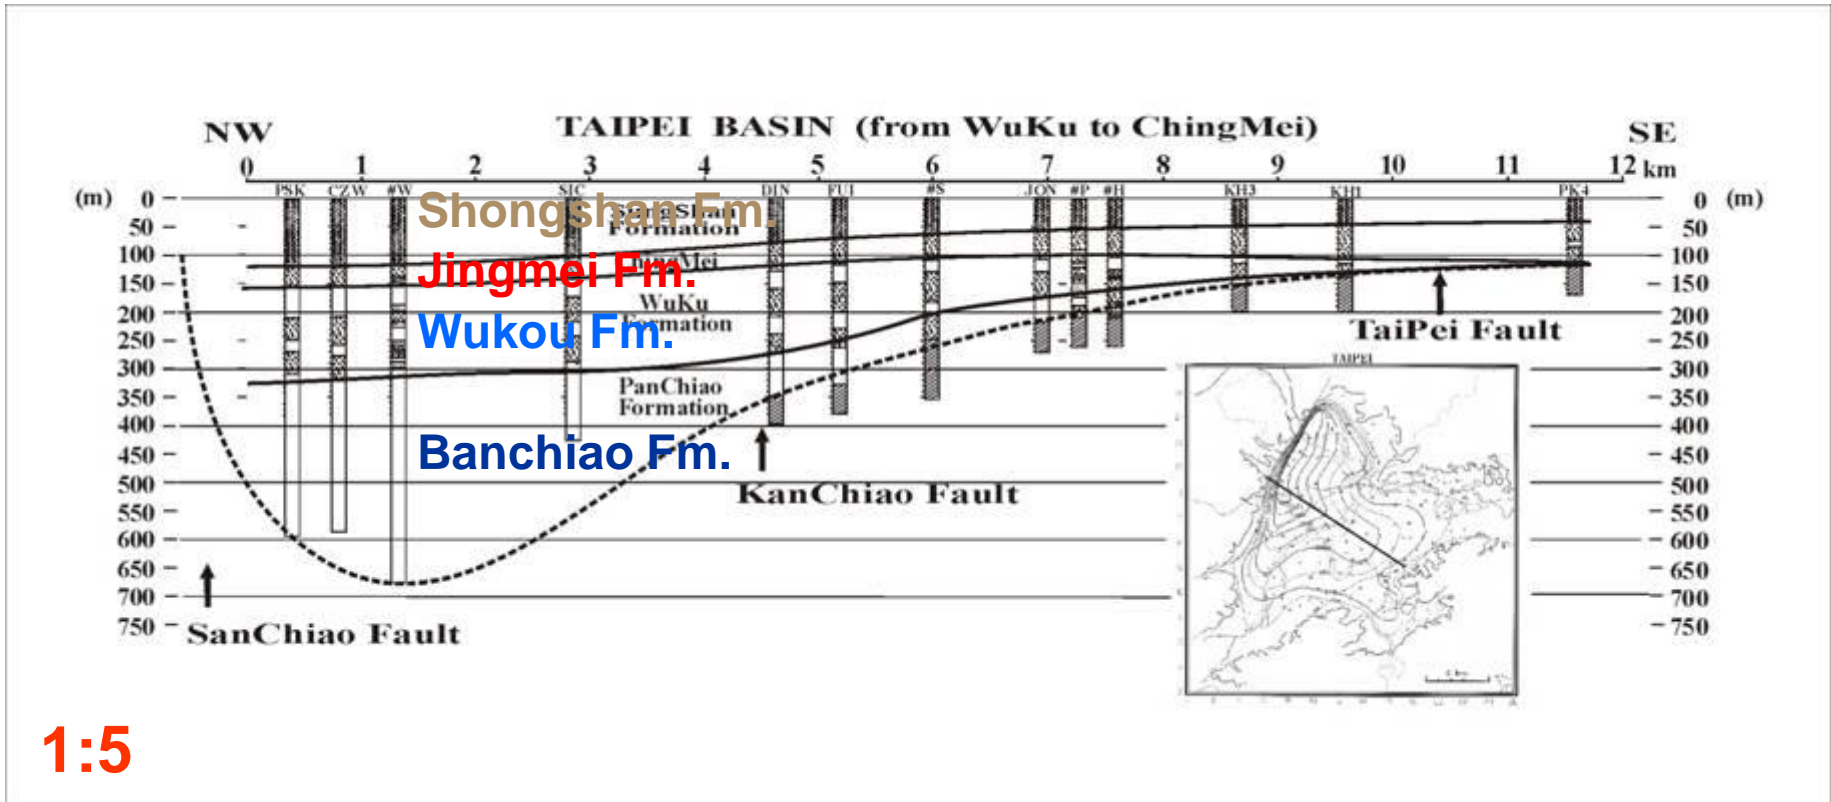 NW TAIPEI BASIN (from WuKu to ChingMei) SE
0 1 2 3 4 5 6 7 8 9 10 11 12 km
PSK CZW #W SIC DIN FUI #S JON #P #H KH3 KH1 PK4
(m) 0 0 (m)
Shongshan Fm.
SungShan
Formation
50 50
100 100
Jingmei Fm.
ChingMei
150 150
WuKu
Formation
200 200
Wukou Fm.
TaiPei Fault
250 250
TAIPEI
300 300
PanChiao
Formation
350 350
400 400
Banchiao Fm.
450 450
KanChiao Fault
500 500
550 550
600 600
650 650
700 700
750 750
SanChiao Fault
1:5